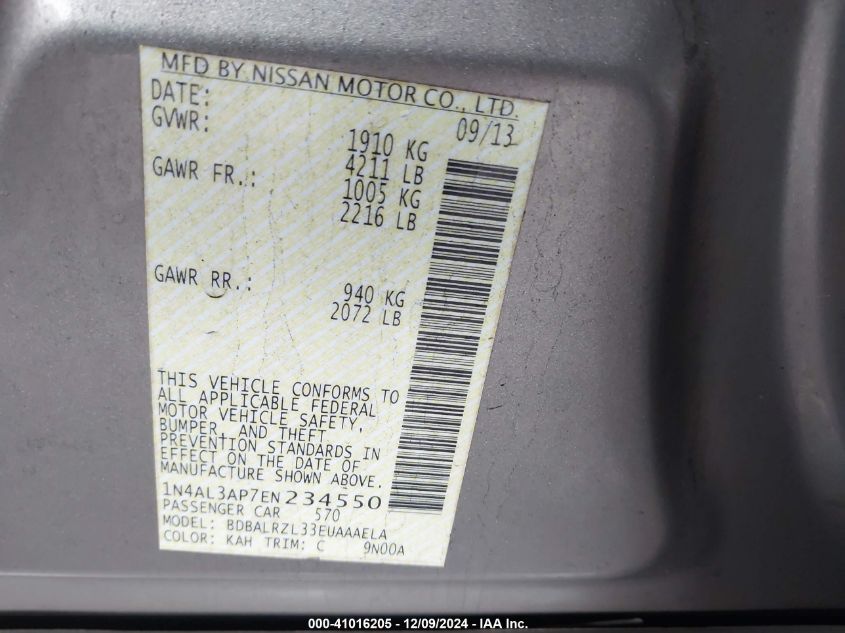 MFD BY NISSAN MOTOR CO., LTD.
DATE: 09/13
GVWR: 1910 KG
4211 LB
GAWR FR.: 1005 KG
2216 LB
GAWR RR.: 940 KG
2072 LB
THIS VEHICLE CONFORMS TO
ALL APPLICABLE FEDERAL
MOTOR VEHICLE SAFETY,
BUMPER, AND THEFT
PREVENTION STANDARDS IN
EFFECT ON THE DATE OF
MANUFACTURE SHOWN ABOVE.
1N4AL3AP7EN234550
PASSENGER CAR 570
MODEL: BDBALRZL33EUAAAELA
COLOR: KAH TRIM: C 9N00A
000-41016205 - 12/09/2024 - IAA Inc.